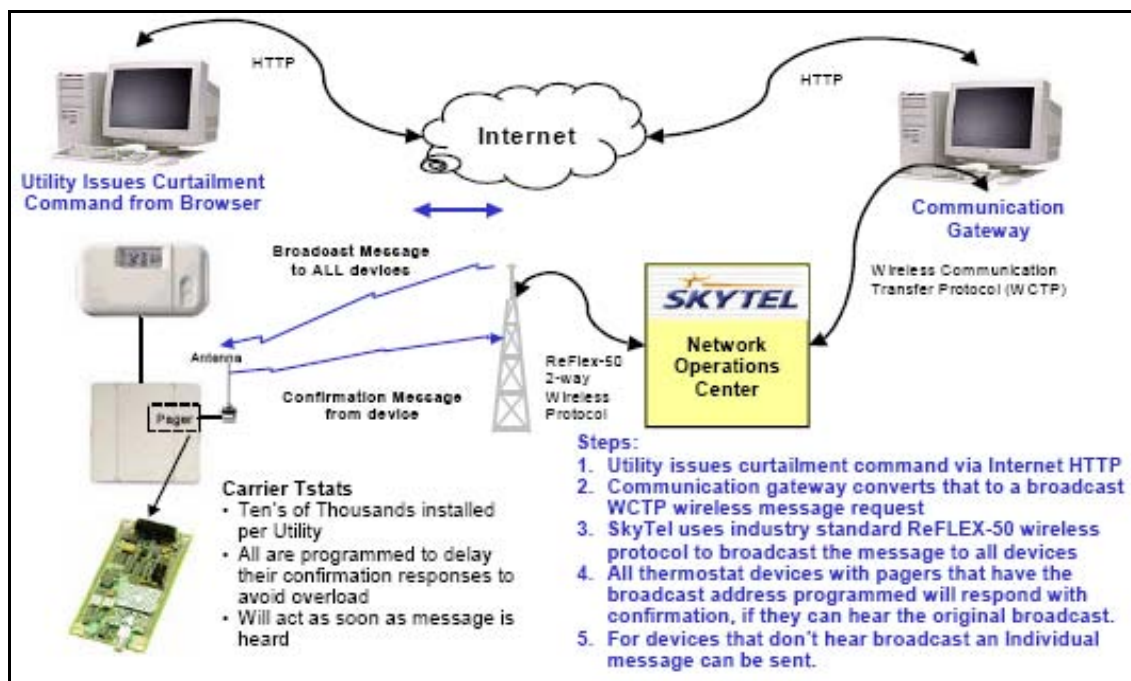 HTTP
HTTP
Internet
Utility Issues Curtailment
Command from Browser
Communication
Gateway
Broadcast Message
to ALL devices
Wireless Communication
Transfer Protocol (WCTP)
SKYTEL
Network
Operations
Center
Antenna
ReFlex-50
2-way
Wireless
Protocol
Confirmation Message
from device
Pager
Carrier Tstats
• Ten's of Thousands installed
per Utility
• All are programmed to delay
their confirmation responses to
avoid overload
• Will act as soon as message is
heard
Steps:
1. Utility issues curtailment command via Internet HTTP
2. Communication gateway converts that to a broadcast
WCTP wireless message request
3. SkyTel uses industry standard ReFLEX-50 wireless
protocol to broadcast the message to all devices
4. All thermostat devices with pagers that have the
broadcast address programmed will respond with
confirmation, if they can hear the original broadcast.
5. For devices that don't hear broadcast an Individual
message can be sent.